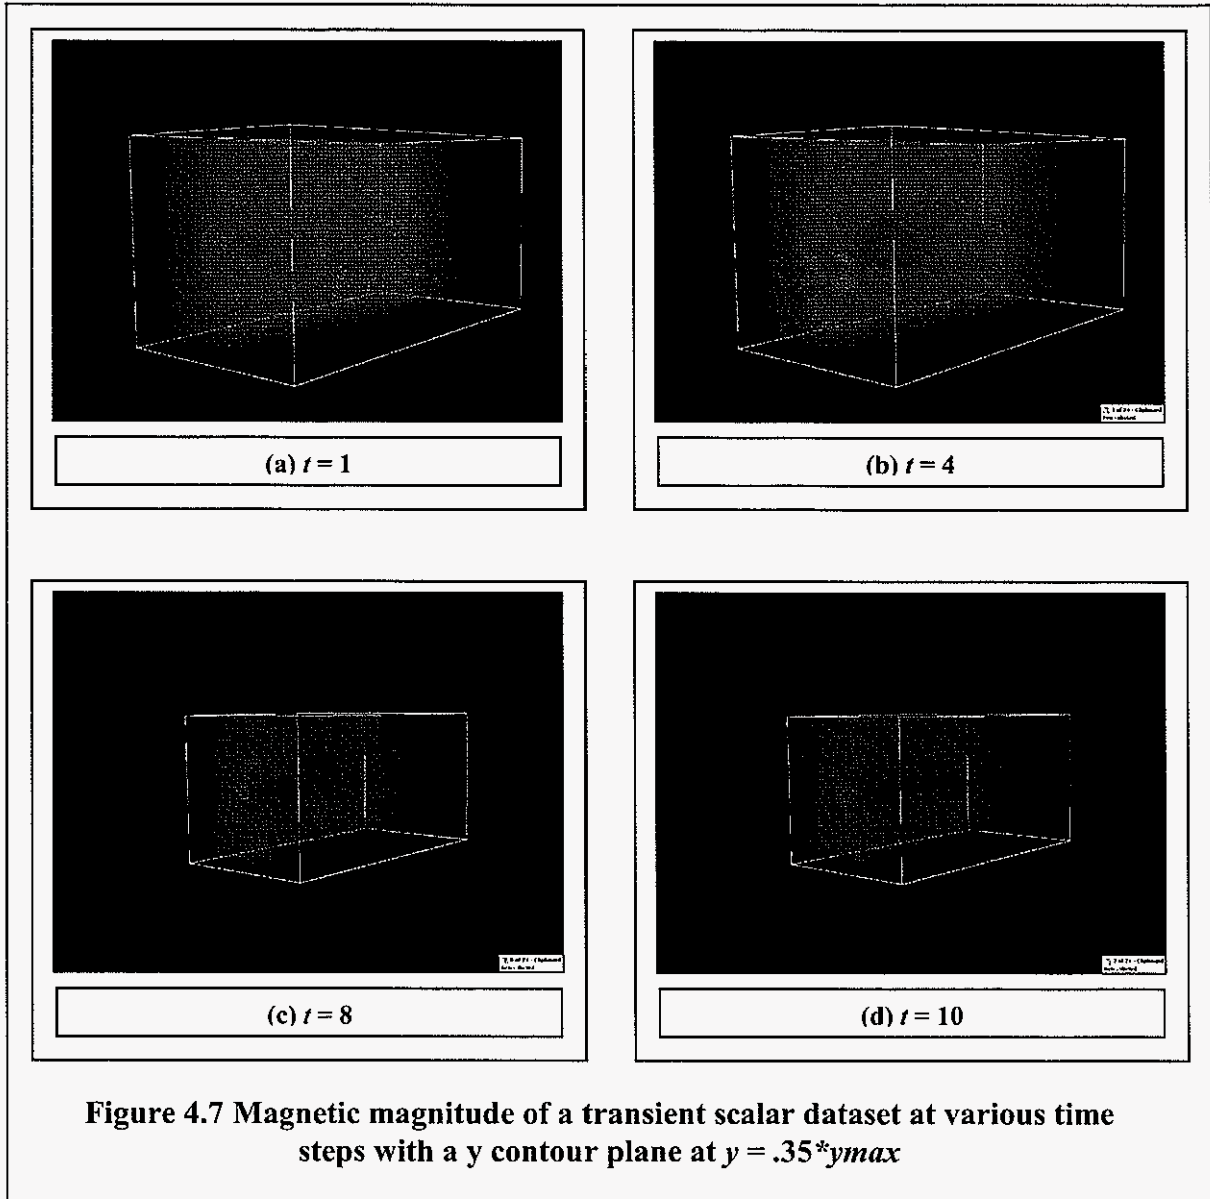 (a) t = 1
(b) t = 4
(c) t = 8
(d) t = 10
Figure 4.7 Magnetic magnitude of a transient scalar dataset at various time
steps with a y contour plane at y = .35*ymax